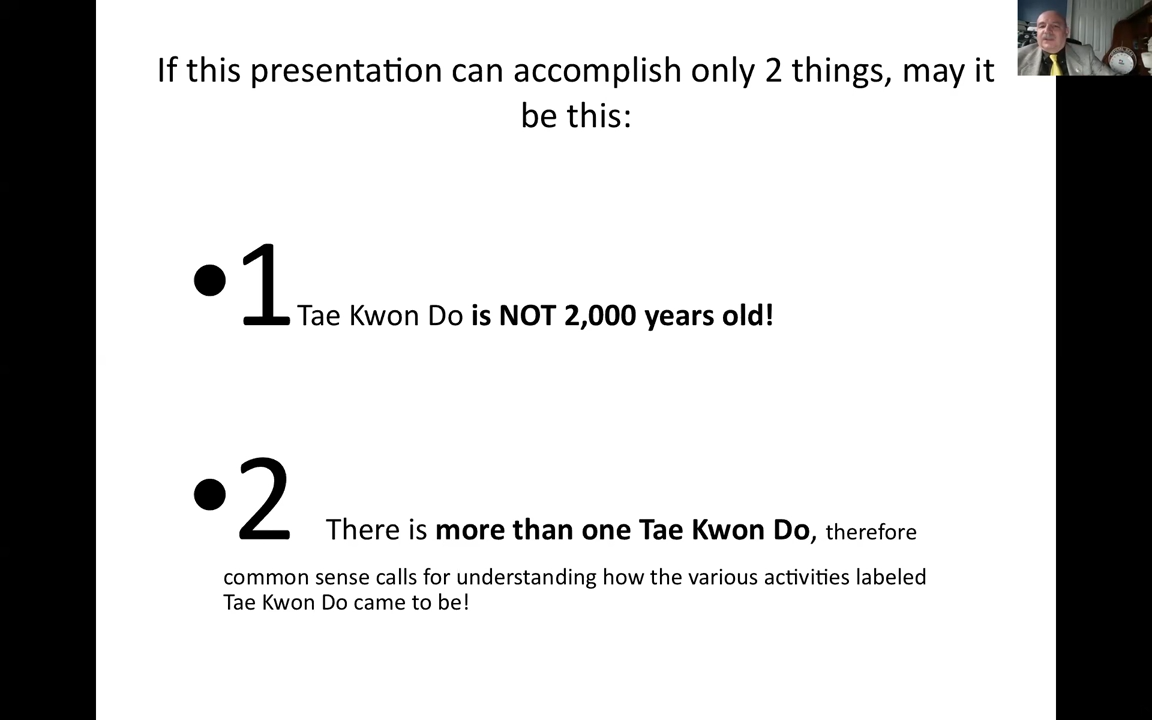 If this presentation can accomplish only 2 things, may it
be this:
•1 Tae Kwon Do is NOT 2,000 years old!
•2 There is more than one Tae Kwon Do, therefore
common sense calls for understanding how the various activities labeled
Tae Kwon Do came to be!